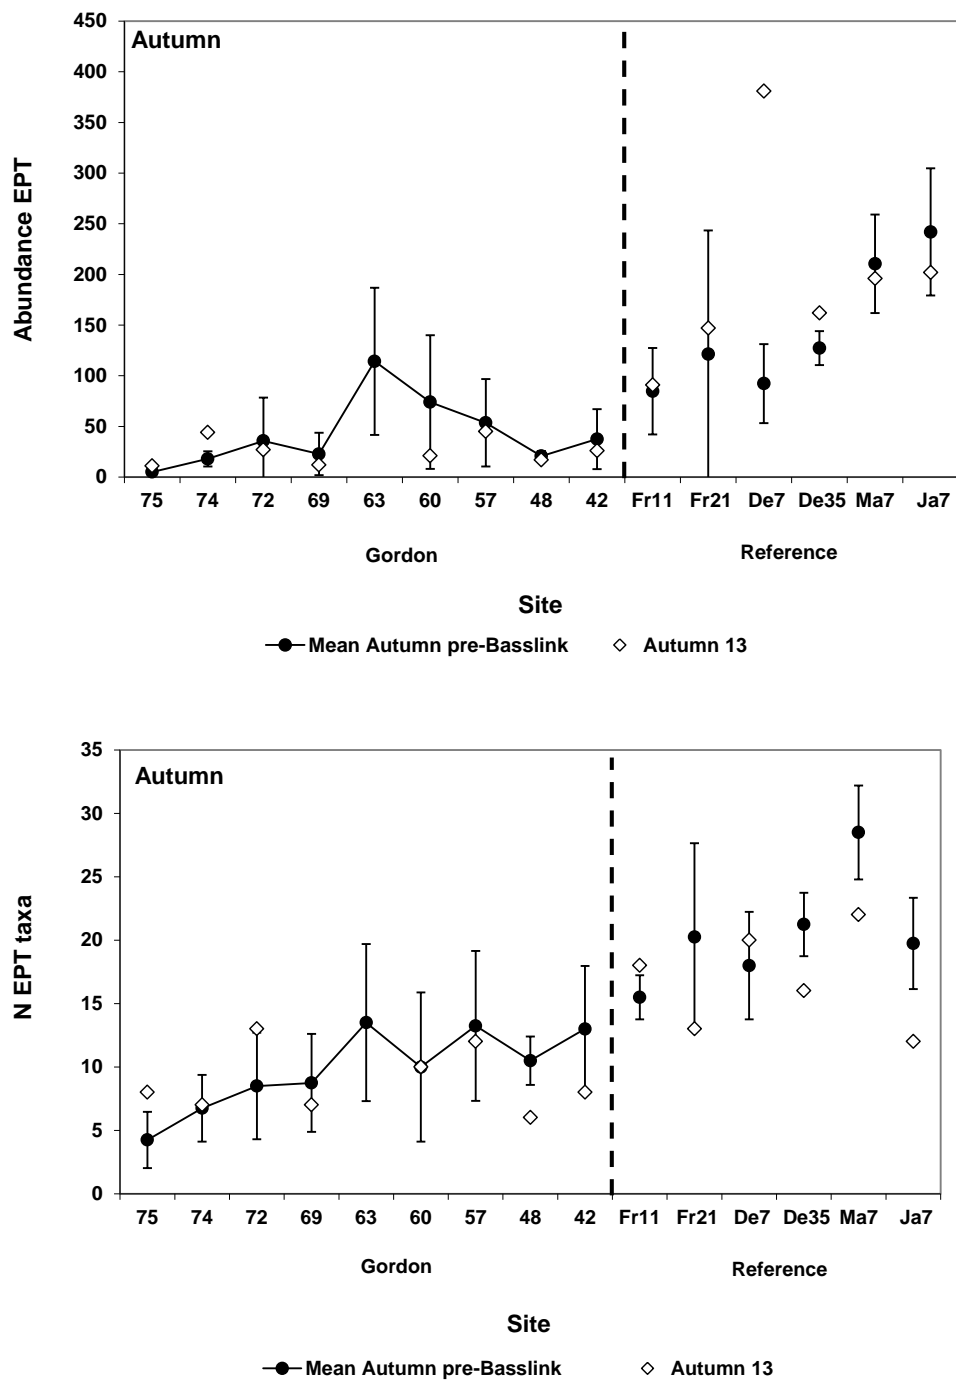 Autumn
450
400
350
300
250
200
150
100
50
0
Abundance EPT
75 74 72 69 63 60 57 48 42 Fr11 Fr21 De7 De35 Ma7 Ja7
Gordon Reference
Site
Mean Autumn pre-Basslink Autumn 13
Autumn
35
30
25
20
15
10
5
0
N EPT taxa
75 74 72 69 63 60 57 48 42 Fr11 Fr21 De7 De35 Ma7 Ja7
Gordon Reference
Site
Mean Autumn pre-Basslink Autumn 13